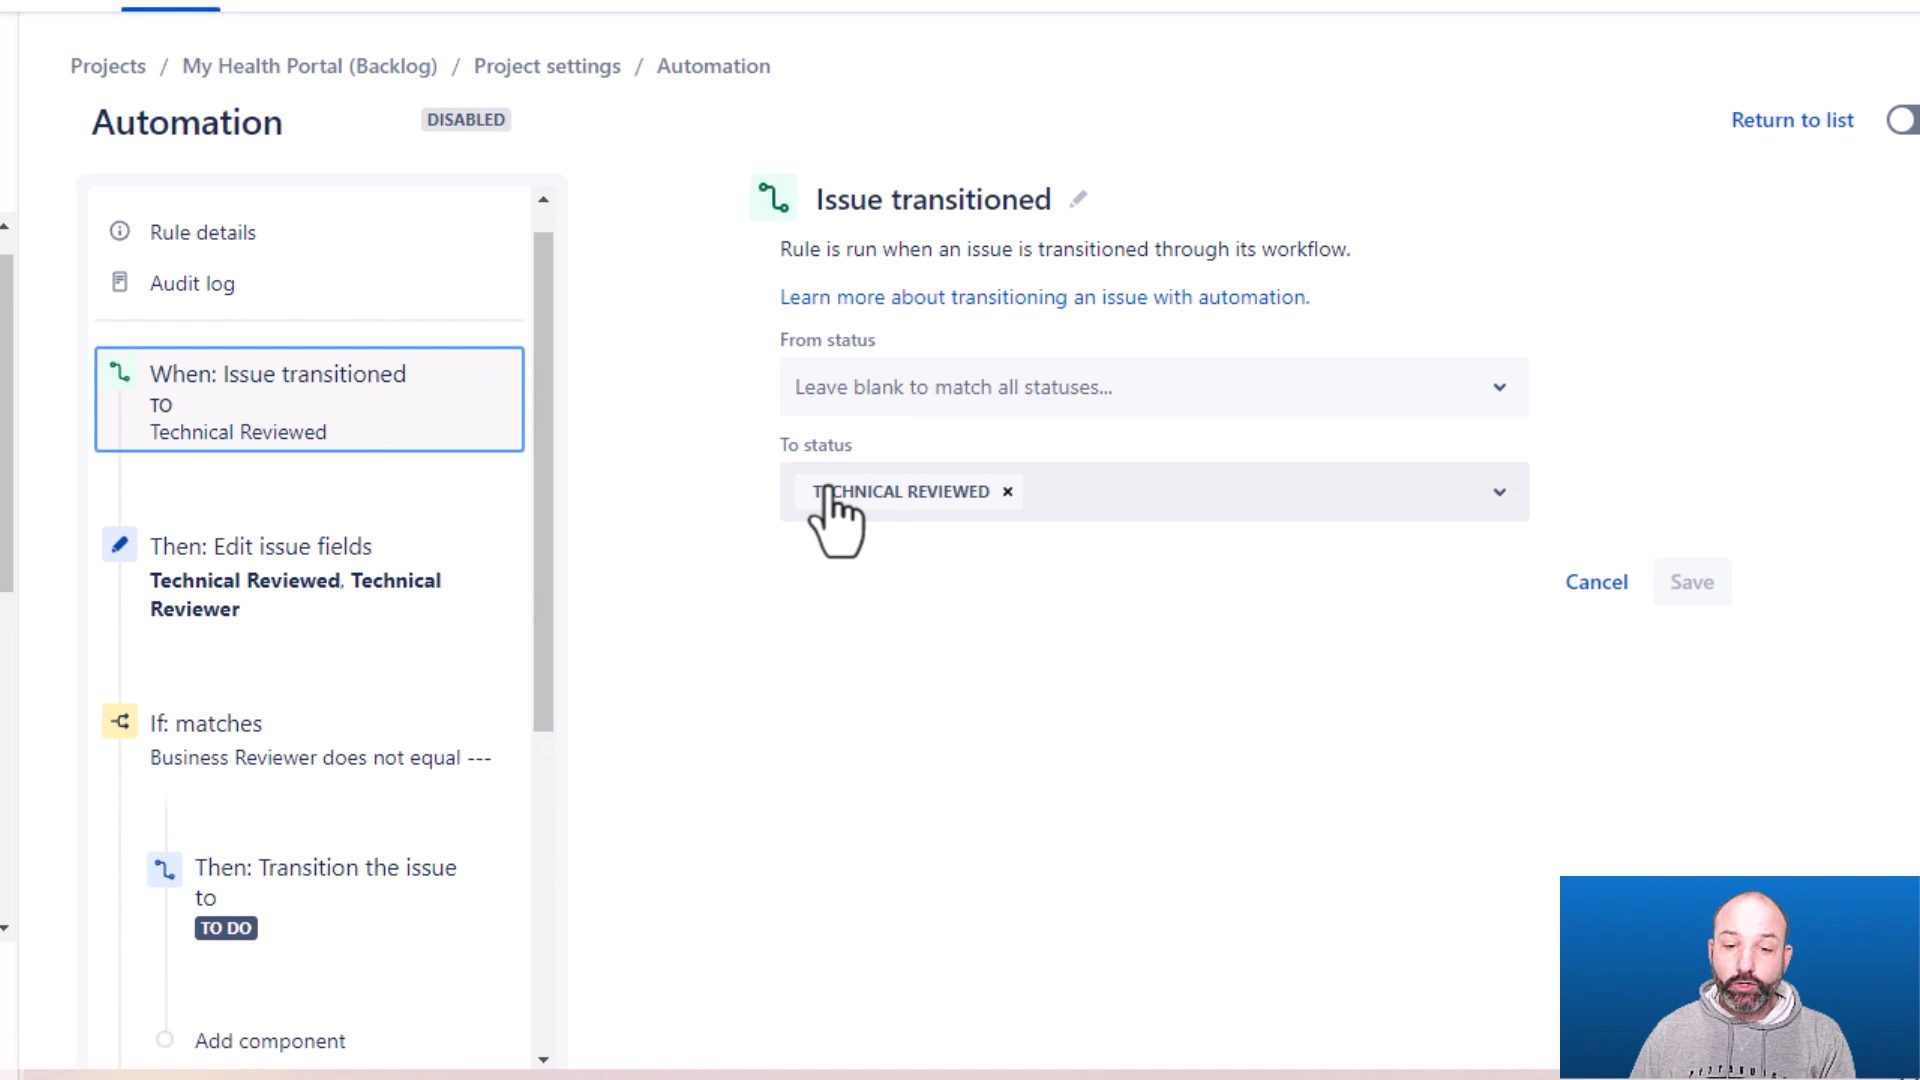 Projects / My Health Portal (Backlog) / Project settings / Automation
Automation
DISABLED
Return to list
Rule details
Audit log
When: Issue transitioned
TO
Technical Reviewed
Then: Edit issue fields
Technical Reviewed, Technical
Reviewer
If: matches
Business Reviewer does not equal ---
Then: Transition the issue
to
TO DO
Add component
Issue transitioned
Rule is run when an issue is transitioned through its workflow.
Learn more about transitioning an issue with automation.
From status
Leave blank to match all statuses...
To status
TECHNICAL REVIEWED ×
Cancel Save